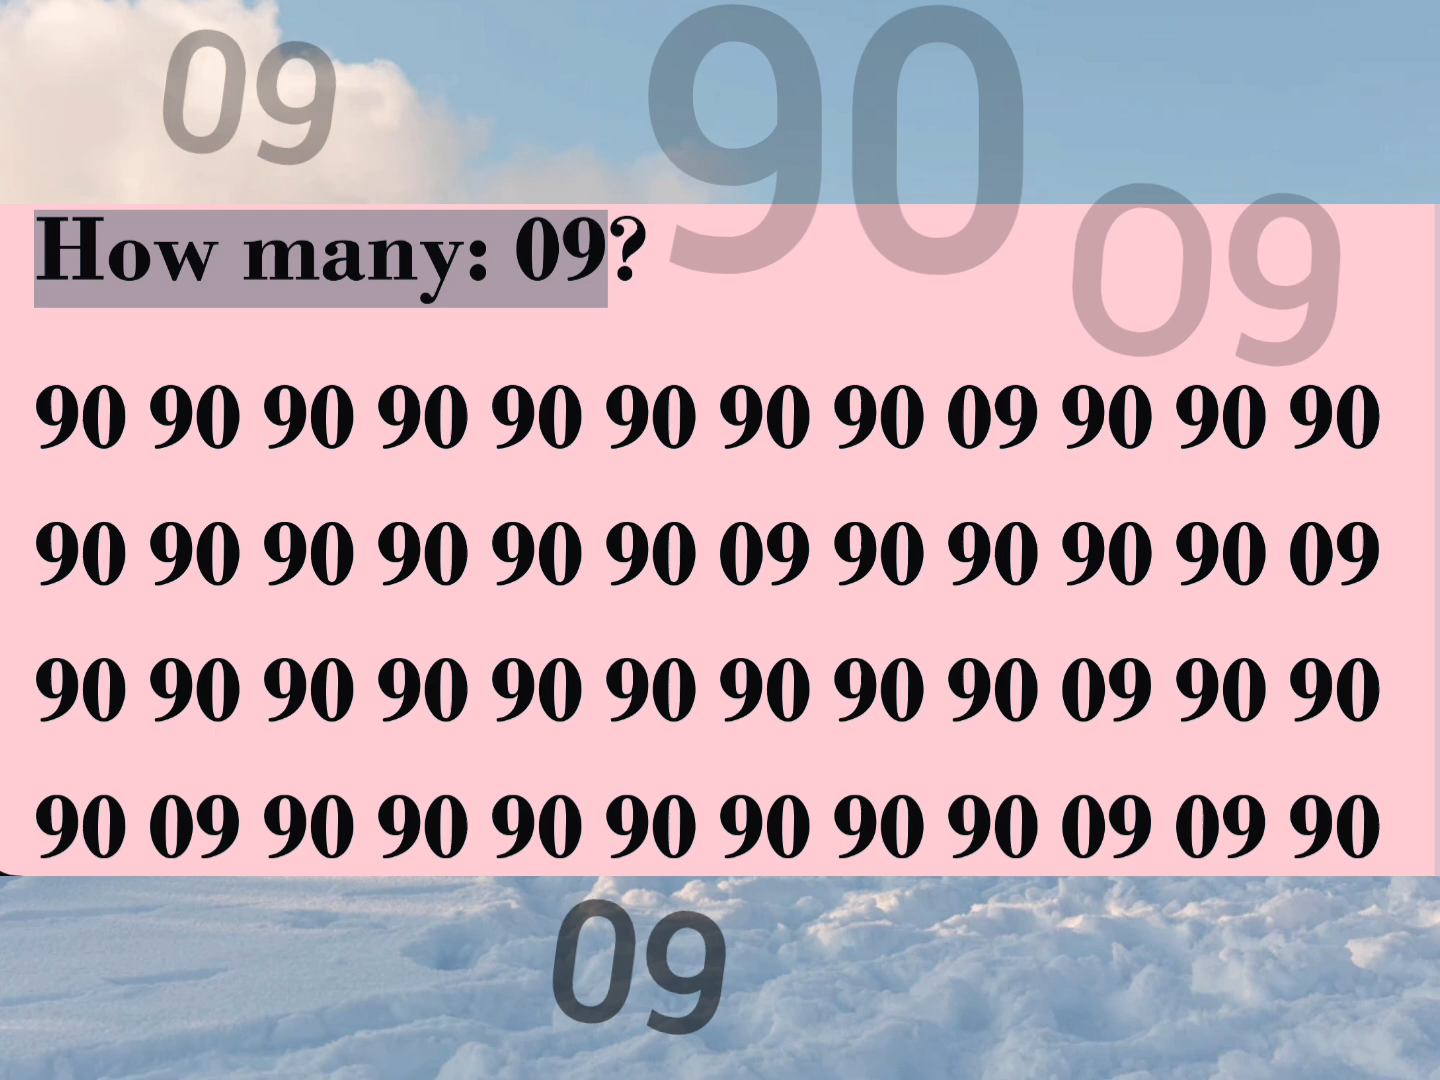 09
90
09
How many: 09?
90 90 90 90 90 90 90 90 09 90 90 90
90 90 90 90 90 90 09 90 90 90 90 09
90 90 90 90 90 90 90 90 90 09 90 90
90 09 90 90 90 90 90 90 90 09 09 90
09